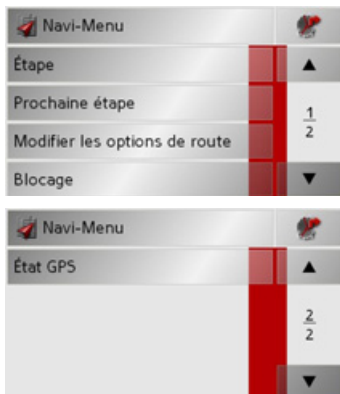 Navi-Menu
Étape
Prochaine étape
Modifier les options de route
Blocage
1
2
Navi-Menu
État GPS
2
2